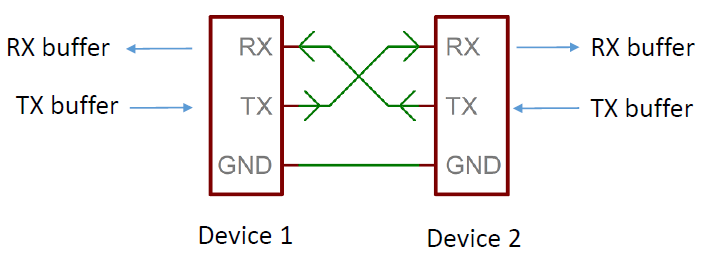 RX buffer
RX
RX
RX buffer
TX buffer
TX
TX
TX buffer
GND
GND
Device 1
Device 2